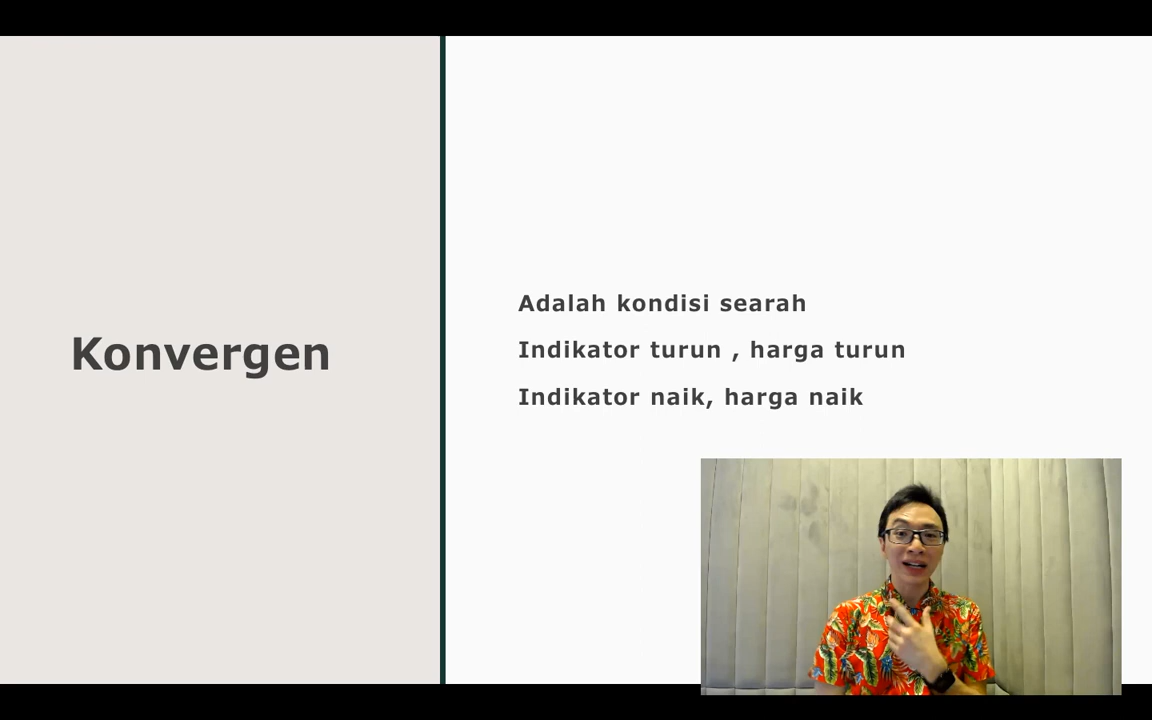 Konvergen
Adalah kondisi searah
Indikator turun , harga turun
Indikator naik, harga naik